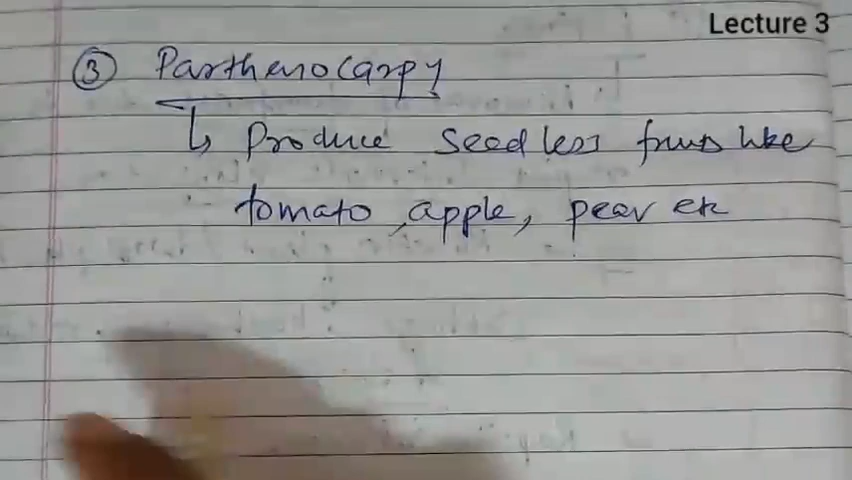 Lecture 3
③ Parthenocarpy
↳ Produce seedless fruits like
tomato, apple, pear etc